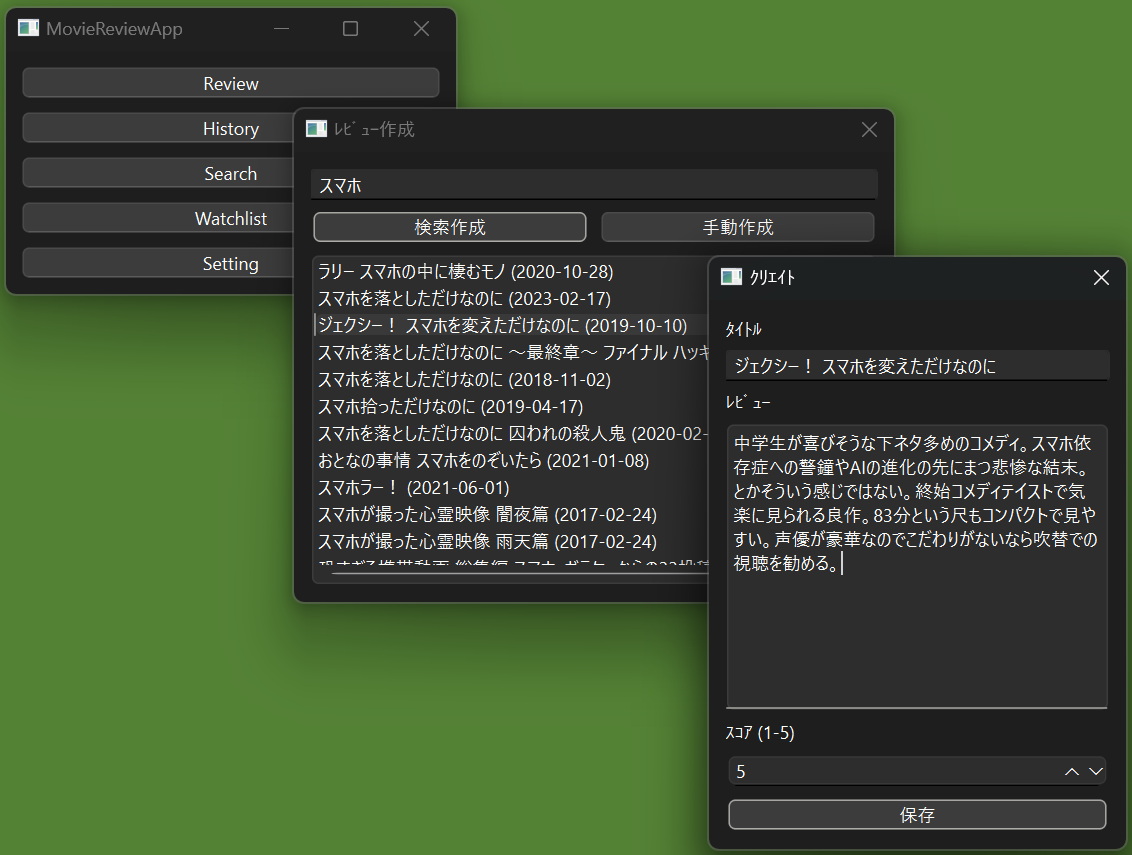 MovieReviewApp
Review
History
Search
Watchlist
Setting
ﾚﾋﾞｭｰ作成
スマホ
検索作成
手動作成
ラリー スマホの中に棲むモノ (2020-10-28)
スマホを落としただけなのに (2023-02-17)
ジェクシー！ スマホを変えただけなのに (2019-10-10)
スマホを落としただけなのに ～最終章～ ファイナル ハッキ
スマホを落としただけなのに (2018-11-02)
スマホ拾っただけなのに (2019-04-17)
スマホを落としただけなのに 囚われの殺人鬼 (2020-02-
おとなの事情 スマホをのぞいたら (2021-01-08)
スマホラー！ (2021-06-01)
スマホが撮った心霊映像 闇夜篇 (2017-02-24)
スマホが撮った心霊映像 雨天篇 (2017-02-24)
ｸﾘｴｲﾄ
ﾀｲﾄﾙ
ジェクシー！ スマホを変えただけなのに
ﾚﾋﾞｭｰ
中学生が喜びそうな下ネタ多めのコメディ。スマホ依
存症への警鐘やAIの進化の先にまつ悲惨な結末。
とかそういう感じではない。終始コメディテイストで気
楽に見られる良作。83分という尺もコンパクトで見や
すい。声優が豪華なのでこだわりがないなら吹替での
視聴を勧める。
ｽｺｱ (1-5)
5
保存